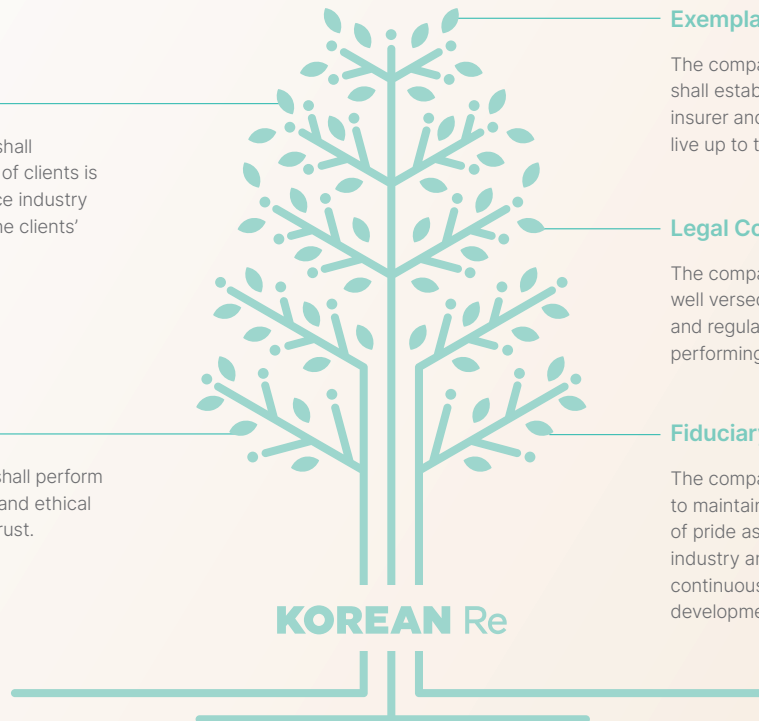 shall
of clients is
ce industry
he clients’
shall perform
and ethical
rust.
Exempla
The compa
shall estab
insurer and
live up to t
Legal Co
The compa
well versed
and regula
performing
Fiduciar
The compa
to maintain
of pride as
industry ar
continuous
developme
KOREAN Re